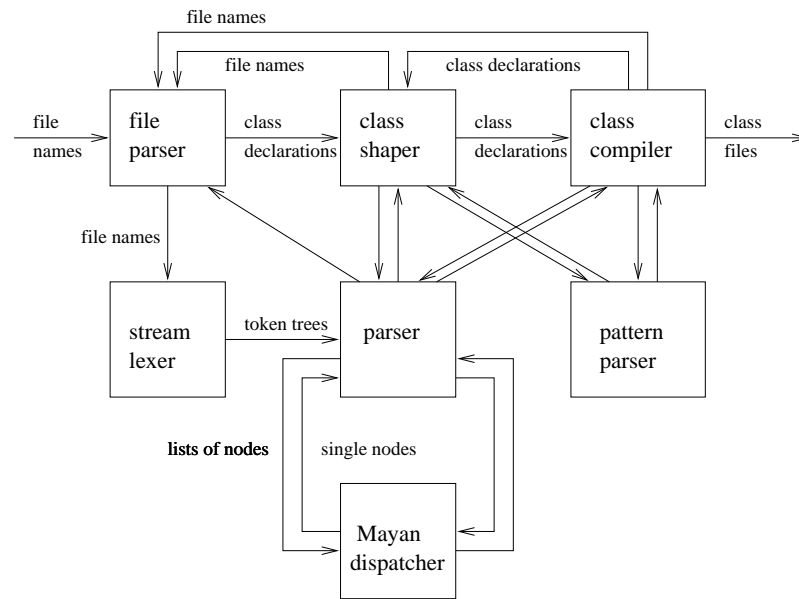 file names
file names
class declarations
file
names
file
parser
class
declarations
class
shaper
class
declarations
class
compiler
class
files
file names
stream
lexer
token trees
parser
pattern
parser
lists of nodes
single nodes
Mayan
dispatcher